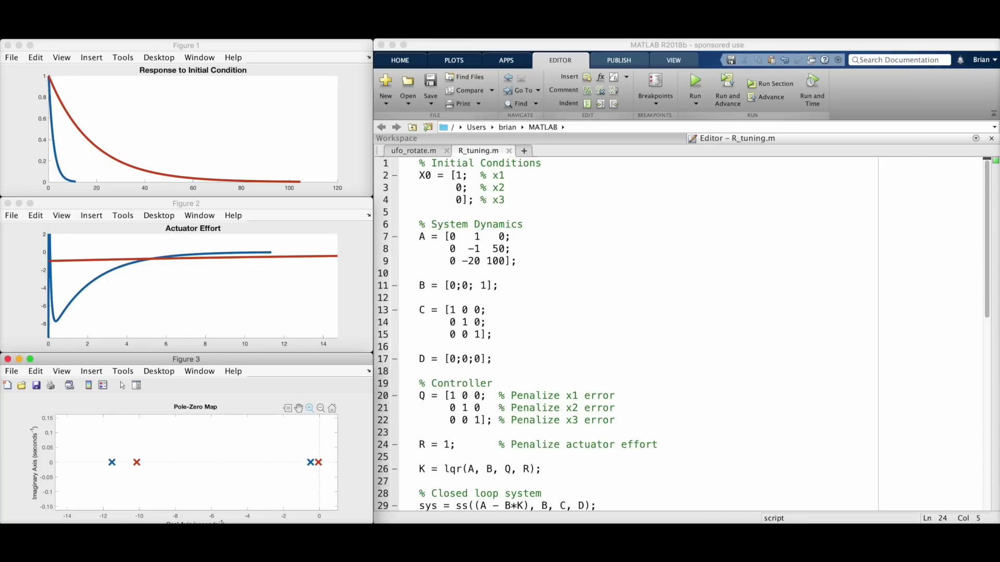 Figure 1
File Edit View Insert Tools Desktop Window Help
Response to Initial Condition
1
0.8
0.6
0.4
0.2
0
0 20 40 60 80 100 120
Figure 2
File Edit View Insert Tools Desktop Window Help
Actuator Effort
2
0
-2
-4
-6
-8
0 2 4 6 8 10 12 14
Figure 3
File Edit View Insert Tools Desktop Window Help
Pole-Zero Map
Imaginary Axis (seconds-1)
0.15
0.1
0.05
0
-0.05
-0.1
-0.15
-14 -12 -10 -8 -6 -4 -2 0
MATLAB R2018b - sponsored use
HOME PLOTS APPS EDITOR PUBLISH VIEW
Search Documentation Brian
New Open Save Find Files Compare Print
Go To Find
Insert fx
Comment
Indent
Breakpoints
Run Run and Advance Run Section Advance Run and Time
FILE NAVIGATE EDIT BREAKPOINTS RUN
/ Users brian MATLAB
Workspace
Editor – R_tuning.m
ufo_rotate.m R_tuning.m +
1 % Initial Conditions
2 – X0 = [1; % x1
3 0; % x2
4 0]; % x3
5
6 % System Dynamics
7 – A = [0 1 0;
8 0 -1 50;
9 0 -20 100];
10
11 – B = [0;0; 1];
12
13 – C = [1 0 0;
14 0 1 0;
15 0 0 1];
16
17 – D = [0;0;0];
18
19 % Controller
20 – Q = [1 0 0; % Penalize x1 error
21 0 1 0 % Penalize x2 error
22 0 0 1]; % Penalize x3 error
23
24 – R = 1; % Penalize actuator effort
25
26 – K = lqr(A, B, Q, R);
27
28 % Closed loop system
29 – sys = ss((A - B*K), B, C, D);
script
Ln 24 Col 5